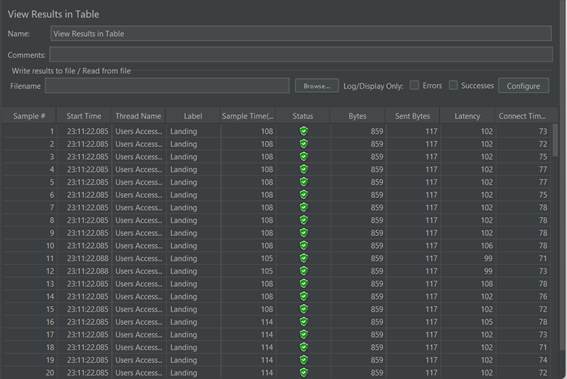 View Results in Table
Name: View Results in Table
Comments:
Write results to file / Read from file
Filename Browse... Log/Display Only: Errors Successes Configure
Sample # Start Time Thread Name Label Sample Time(... Status Bytes Sent Bytes Latency Connect Tim...
1 23:11:22.085 Users Access... Landing 108 859 117 102 73
2 23:11:22.085 Users Access... Landing 108 859 117 102 72
3 23:11:22.085 Users Access... Landing 108 859 117 102 75
4 23:11:22.085 Users Access... Landing 108 859 117 102 77
5 23:11:22.085 Users Access... Landing 108 859 117 102 77
6 23:11:22.085 Users Access... Landing 108 859 117 102 75
7 23:11:22.085 Users Access... Landing 108 859 117 102 78
8 23:11:22.085 Users Access... Landing 108 859 117 102 78
9 23:11:22.085 Users Access... Landing 108 859 117 102 78
10 23:11:22.085 Users Access... Landing 108 859 117 106 78
11 23:11:22.088 Users Access... Landing 105 859 117 99 71
12 23:11:22.088 Users Access... Landing 105 859 117 99 73
13 23:11:22.085 Users Access... Landing 108 859 117 108 78
14 23:11:22.085 Users Access... Landing 108 859 117 102 76
15 23:11:22.085 Users Access... Landing 108 859 117 102 72
16 23:11:22.085 Users Access... Landing 114 859 117 105 78
17 23:11:22.085 Users Access... Landing 114 859 117 102 73
18 23:11:22.085 Users Access... Landing 114 859 117 102 71
19 23:11:22.085 Users Access... Landing 114 859 117 102 74
20 23:11:22.085 Users Access... Landing 114 859 117 102 72